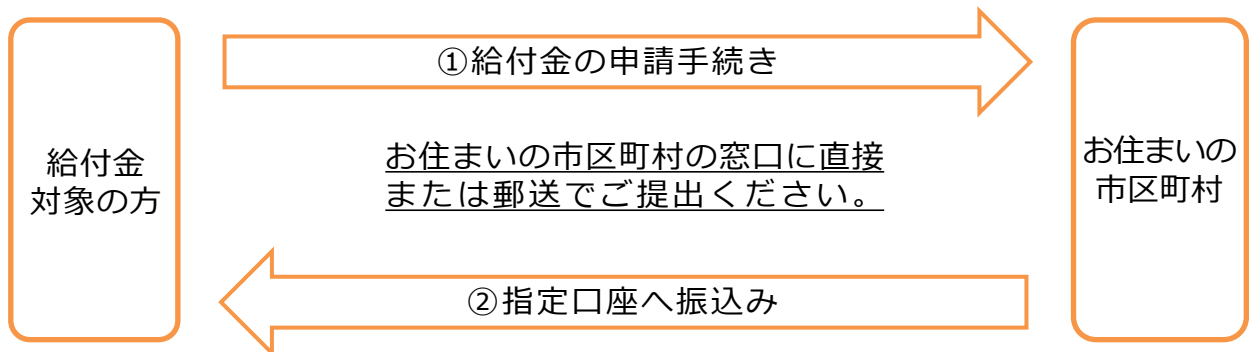 ①給付金の申請手続き
給付金
対象の方
お住まいの市区町村の窓口に直接
または郵送でご提出ください。
お住まいの
市区町村
②指定口座へ振込み